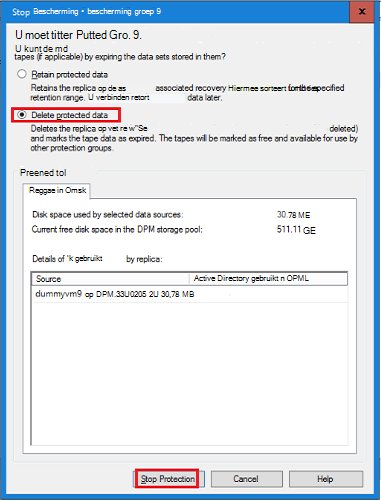 Stop Bescherming • bescherming groep 9
U moet titter Putted Gro. 9.
U kunt de md
tapes (if applicable) by expiring the data sets stored in them?
Retain protected data
Retains the replica op de as associated recovery Hiermee sorteert for the specified
retention range. U verbinden retort data later.
Delete protected data
Deletes the replica op vet re w"Se deleted)
and marks the tape data as expired. The tapes will be marked as free and available for use by
other protection groups.
Preened tol
Reggae in Omsk
Disk space used by selected data sources: 30.78 ME
Current free disk space in the DPM storage pool: 511.11 GE
Details of 'k gebruikt by replica:
Source Active Directory gebruikt n OPML
dummyvm9 op DPM.33U0205 2U 30,78 MB
Stop Protection Cancel Help